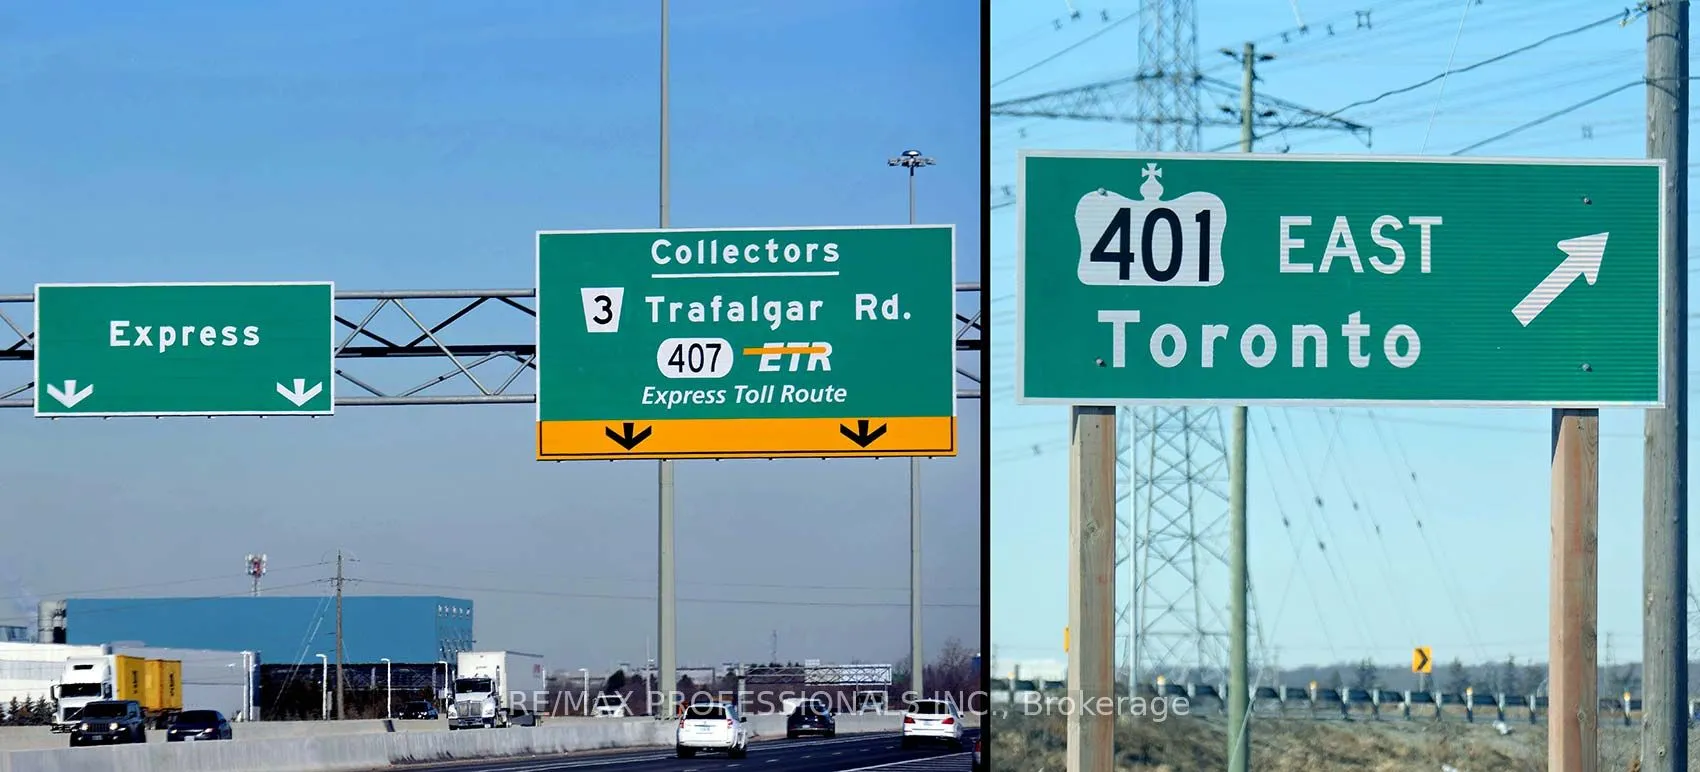 Express
Collectors
3 Trafalgar Rd.
407 ETR
Express Toll Route
401 EAST
Toronto
RE/MAX PROFESSIONALS INC., Brokerage